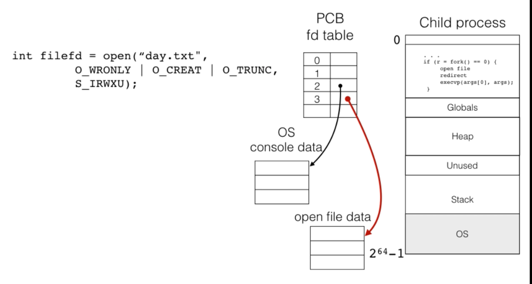 int filefd = open("day.txt",
O_WRONLY | O_CREAT | O_TRUNC,
S_IRWXU);
PCB
fd table
0
1
2
3
OS
console data
open file data
Child process
0
. . .
if (r = fork() == 0) {
open file
redirect
execvp(args[0], args);
}
Globals
Heap
Unused
Stack
OS
2⁶⁴-1